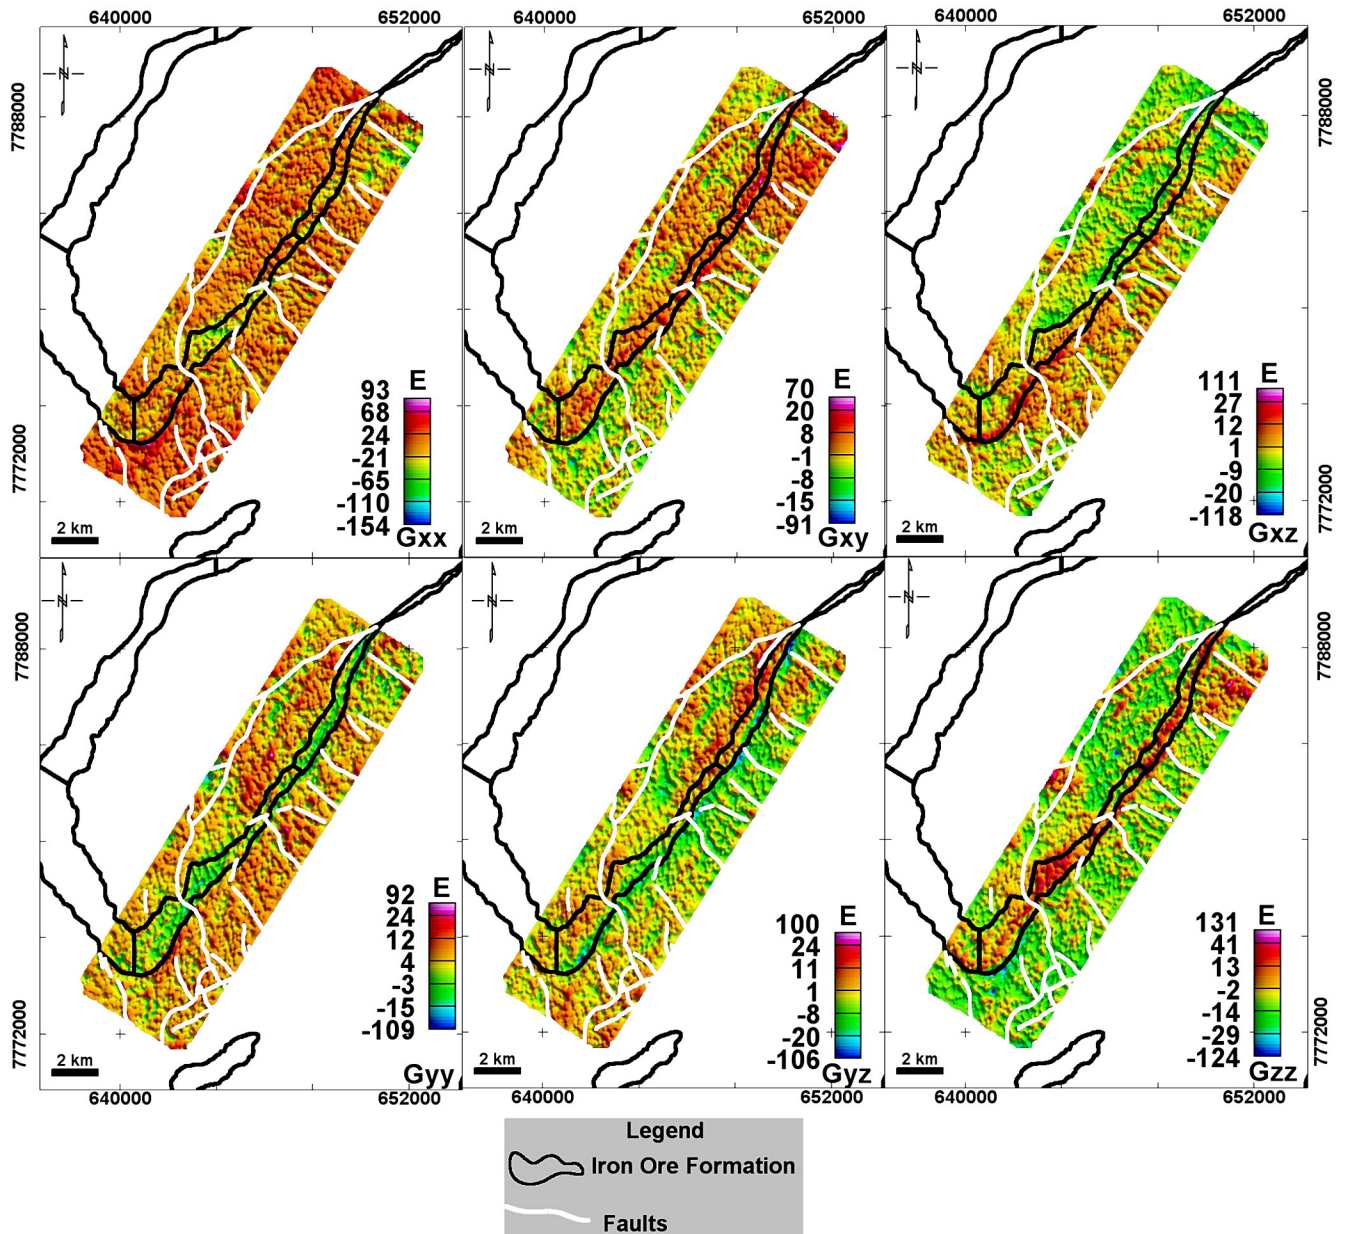 640000 652000 652000 640000 652000
7788000
N
N
N
7788000
E
93
68
24
-21
-65
-110
-154
Gxx
2 km
7772000
E
70
20
8
-1
-8
-15
-91
Gxy
2 km
E
111
27
12
1
-9
-20
-118
Gxz
2 km
7772000
7788000
N
N
N
7788000
E
92
24
12
4
-3
-15
-109
Gyy
2 km
7772000
E
100
24
11
1
-8
-20
-106
Gyz
2 km
E
131
41
13
-2
-14
-29
-124
Gzz
2 km
7772000
640000 652000 640000 652000 640000 652000
Legend
Iron Ore Formation
Faults